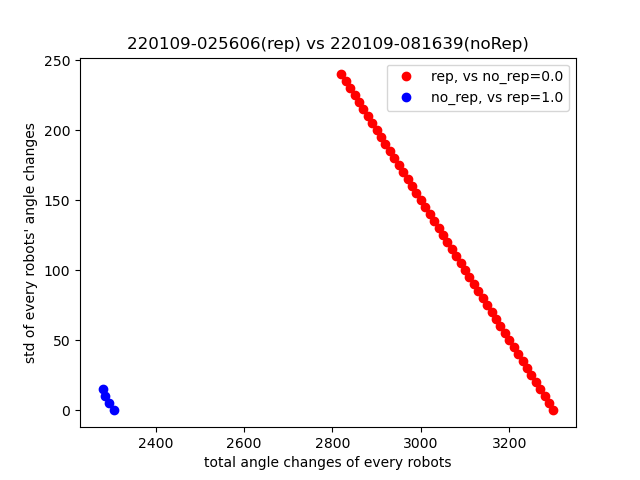 220109-025606(rep) vs 220109-081639(noRep)
rep, vs no_rep=0.0
no_rep, vs rep=1.0
std of every robots' angle changes
250
200
150
100
50
0
2400 2600 2800 3000 3200
total angle changes of every robots